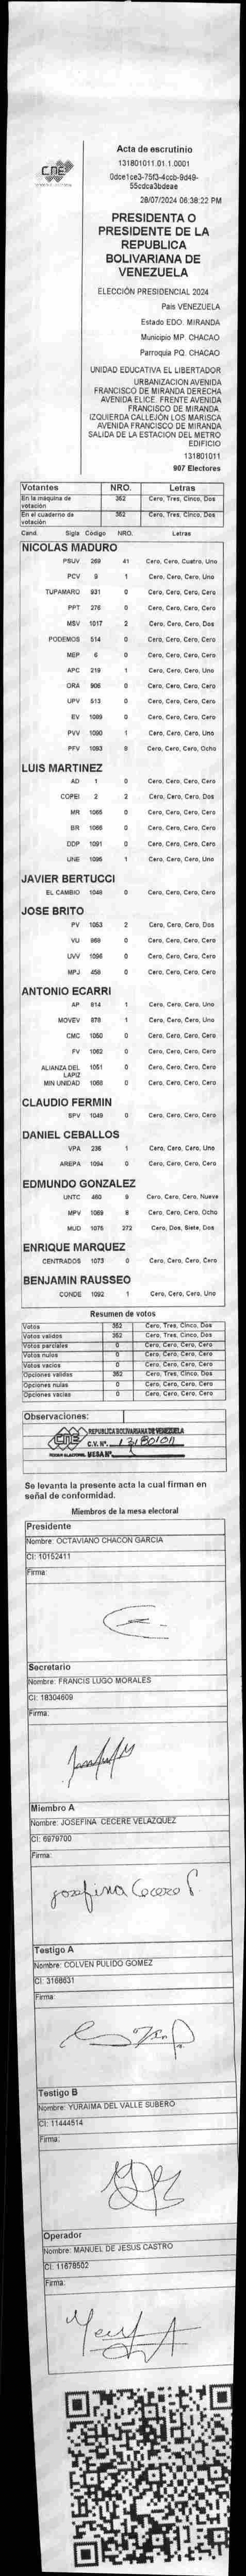 CNE
Acta de escrutinio
131801011.01.1.0001
0dce1ce3-75f3-4ccb-9d49-
55cdca3bdeae
28/07/2024 06:38:22 PM
PRESIDENTA O
PRESIDENTE DE LA
REPUBLICA
BOLIVARIANA DE
VENEZUELA
ELECCIÓN PRESIDENCIAL 2024
Pais VENEZUELA
Estado EDO. MIRANDA
Municipio MP. CHACAO
Parroquia PQ. CHACAO
UNIDAD EDUCATIVA EL LIBERTADOR
URBANIZACION AVENIDA
FRANCISCO DE MIRANDA DERECHA
AVENIDA ELICE. FRENTE AVENIDA
FRANCISCO DE MIRANDA.
IZQUIERDA CALLEJÓN LOS MARISCA
AVENIDA FRANCISCO DE MIRANDA
SALIDA DE LA ESTACION DEL METRO
EDIFICIO
131801011
907 Electores
Votantes NRO. Letras
En la maquina de votación 362 Cero, Tres, Cinco, Dos
En el cuaderno de votación 352 Cero, Tres, Cinco, Dos
Cand. Sigla Código NRO. Letras
NICOLAS MADURO
PSUV 269 41 Cero, Cero, Cuatro, Uno
PCV 9 1 Cero, Cero, Cero, Uno
TUPAMARO 931 0 Cero, Cero, Cero, Cero
PPT 276 0 Cero, Cero, Cero, Cero
MSV 1017 2 Cero, Cero, Cero, Dos
PODEMOS 514 0 Cero, Cero, Cero, Cero
MEP 6 0 Cero, Cero, Cero, Cero
APC 219 1 Cero, Cero, Cero, Uno
ORA 906 0 Cero, Cero, Cero, Cero
UPV 513 0 Cero, Cero, Cero, Cero
EV 1089 0 Cero, Cero, Cero, Cero
PVV 1090 1 Cero, Cero, Cero, Uno
PFV 1093 8 Cero, Cero, Cero, Ocho
LUIS MARTINEZ
AD 1 0 Cero, Cero, Cero, Cero
COPEI 2 2 Cero, Cero, Cero, Dos
MR 1065 0 Cero, Cero, Cero, Cero
BR 1066 0 Cero, Cero, Cero, Cero
DDP 1091 0 Cero, Cero, Cero, Cero
UNE 1096 1 Cero, Cero, Cero, Uno
JAVIER BERTUCCI
EL CAMBIO 1048 0 Cero, Cero, Cero, Cero
JOSE BRITO
PV 1053 2 Cero, Cero, Cero, Dos
VU 868 0 Cero, Cero, Cero, Cero
UVV 1056 0 Cero, Cero, Cero, Cero
MPJ 458 0 Cero, Cero, Cero, Cero
ANTONIO ECARRI
AP 814 1 Cero, Cero, Cero, Uno
MOVEV 878 1 Cero, Cero, Cero, Uno
CMC 1050 0 Cero, Cero, Cero, Cero
FV 1062 0 Cero, Cero, Cero, Cero
ALIANZA DEL LAPIZ 1051 0 Cero, Cero, Cero, Cero
MIN UNIDAD 1068 0 Cero, Cero, Cero, Cero
CLAUDIO FERMIN
SPV 1049 0 Cero, Cero, Cero, Cero
DANIEL CEBALLOS
VPA 236 1 Cero, Cero, Cero, Uno
AREPA 1094 0 Cero, Cero, Cero, Cero
EDMUNDO GONZALEZ
UNTC 460 9 Cero, Cero, Cero, Nueve
MPV 1069 8 Cero, Cero, Cero, Ocho
MUD 1075 272 Cero, Dos, Siete, Dos
ENRIQUE MARQUEZ
CENTRADOS 1073 0 Cero, Cero, Cero, Cero
BENJAMIN RAUSSEO
CONDE 1092 1 Cero, Cero, Cero, Uno
Resumen de votos
Votos 352 Cero, Tres, Cinco, Dos
Votos validos 352 Cero, Tres, Cinco, Dos
Votos parciales 0 Cero, Cero, Cero, Cero
Votos nulos 0 Cero, Cero, Cero, Cero
Votos vacios 0 Cero, Cero, Cero, Cero
Opciones validas 352 Cero, Tres, Cinco, Dos
Opciones nulas 0 Cero, Cero, Cero, Cero
Opciones vacias 0 Cero, Cero, Cero, Cero
Observaciones:
CNE REPUBLICA BOLIVARIANA DE VENEZUELA
C.V. Nº. 131801011
PODER ELECTORAL MESA Nº.
Se levanta la presente acta la cual firman en
señal de conformidad.
Miembros de la mesa electoral
Presidente
Nombre: OCTAVIANO CHACON GARCIA
CI: 10152411
Firma:
Secretario
Nombre: FRANCIS LUGO MORALES
CI: 18304609
Firma:
Miembro A
Nombre: JOSEFINA CECERE VELAZQUEZ
CI: 6979700
Firma:
Josefina Cecere
Testigo A
Nombre: COLVEN PULIDO GOMEZ
CI: 3168631
Firma:
Testigo B
Nombre: YURAIMA DEL VALLE SUBERO
CI: 11444514
Firma:
Operador
Nombre: MANUEL DE JESUS CASTRO
CI: 11678502
Firma: